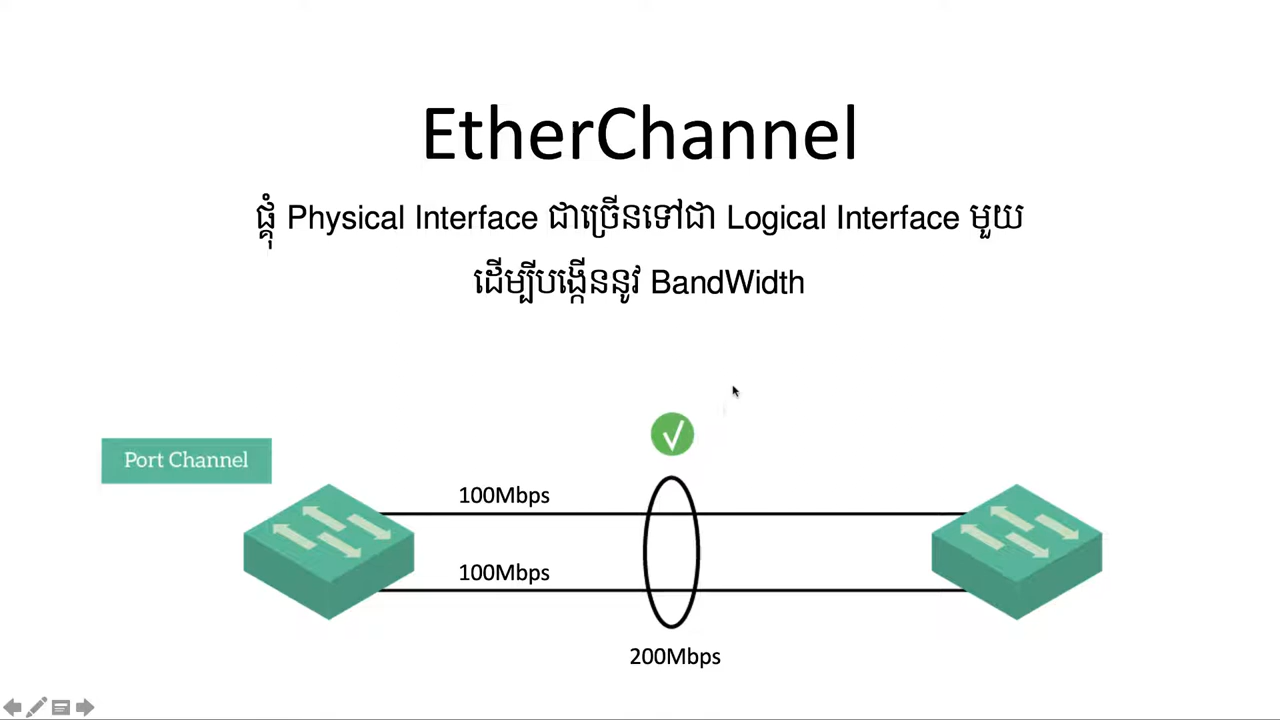 EtherChannel
ផ្គុំ Physical Interface ជាច្រើនទៅជា Logical Interface មួយ
ដើម្បីបង្កើននូវ BandWidth
Port Channel
100Mbps
100Mbps
200Mbps